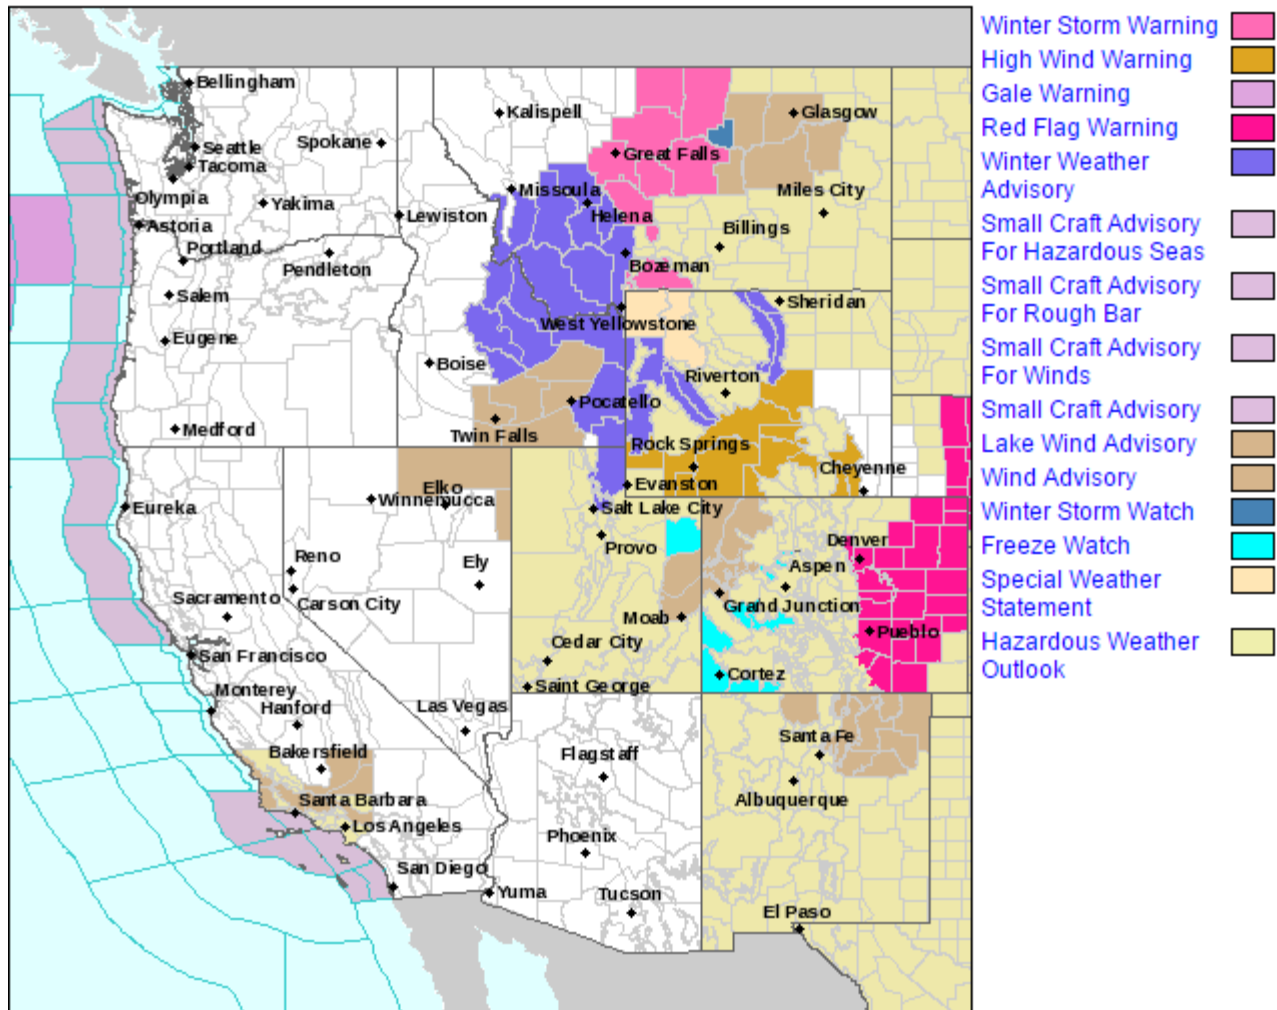 Bellingham
Kalispell
Glasgow
Spokane
Seattle
Great Falls
Tacoma
Missoula
Miles City
Olympia
Yakima
Lewiston
Helena
Astoria
Billings
Portland
Pendleton
Bozeman
Salem
Sheridan
West Yellowstone
Eugene
Boise
Riverton
Pocatello
Medford
Twin Falls
Rock Springs
Cheyenne
Elko
Evanston
Winnemucca
Eureka
Salt Lake City
Provo
Denver
Reno
Ely
Aspen
Sacramento
Carson City
Grand Junction
Moab
Pueblo
Cedar City
San Francisco
Cortez
Saint George
Monterey
Hanford
Las Vegas
Santa Fe
Bakersfield
Flagstaff
Albuquerque
Santa Barbara
Los Angeles
Phoenix
San Diego
Yuma
Tucson
El Paso
Winter Storm Warning
High Wind Warning
Gale Warning
Red Flag Warning
Winter Weather
Advisory
Small Craft Advisory
For Hazardous Seas
Small Craft Advisory
For Rough Bar
Small Craft Advisory
For Winds
Small Craft Advisory
Lake Wind Advisory
Wind Advisory
Winter Storm Watch
Freeze Watch
Special Weather
Statement
Hazardous Weather
Outlook